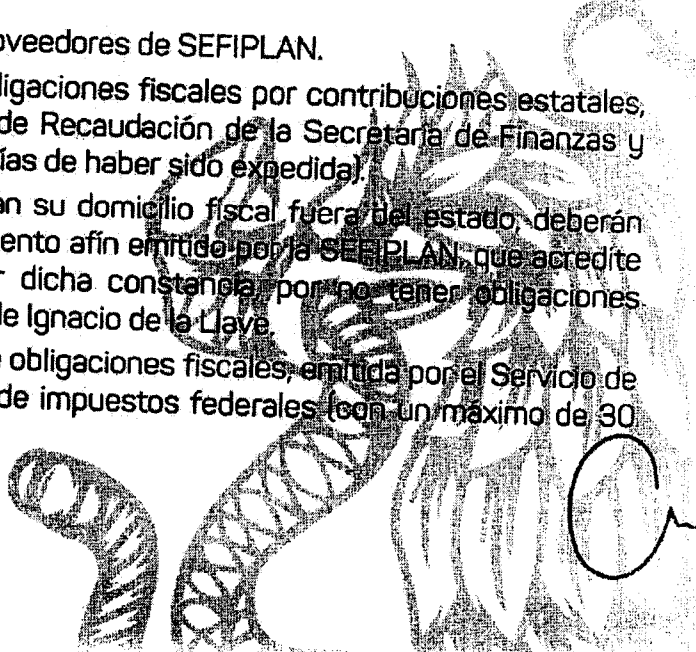 oveedores de SEFIPLAN.
ligaciones fiscales por contribuciones estatales,
de Recaudación de la Secretaría de Finanzas y
ías de haber sido expedida).
an su domicilio fiscal fuera del estado, deberán
ento afín emitido por la SEFIPLAN, que acredite
r dicha constancia, por no tener obligaciones
de Ignacio de la Llave.
e obligaciones fiscales, emitida por el Servicio de
de impuestos federales (con un máximo de 30